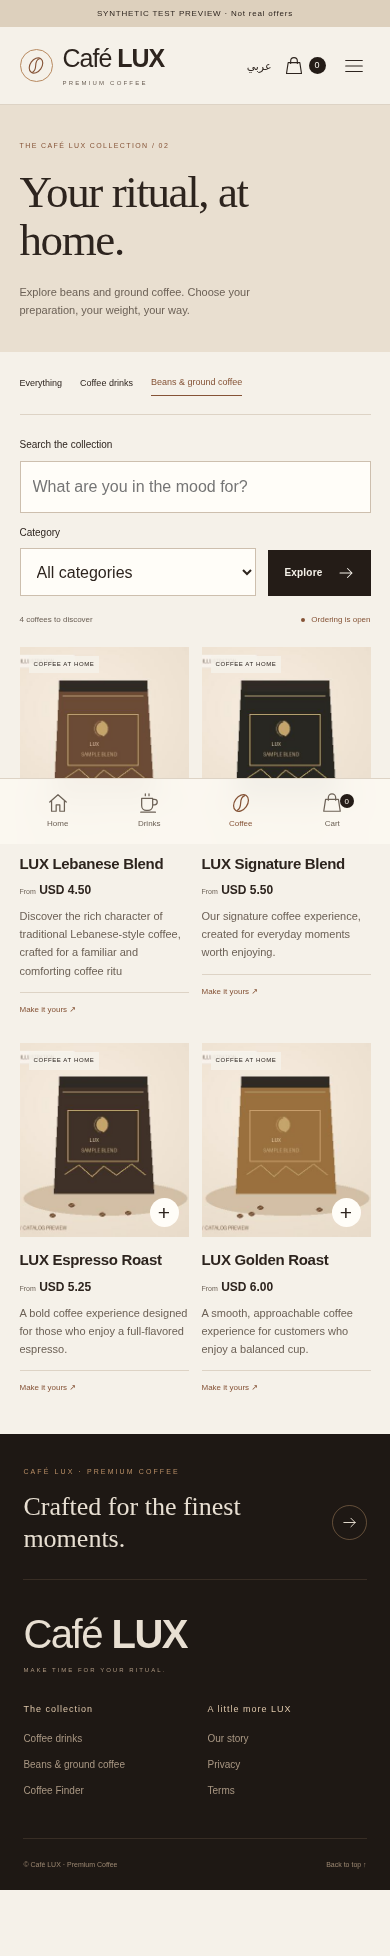 SYNTHETIC TEST PREVIEW · Not real offers
Café LUX
PREMIUM COFFEE
عربي
0
THE CAFÉ LUX COLLECTION / 02
Your ritual, at
home.
Explore beans and ground coffee. Choose your
preparation, your weight, your way.
Everything
Coffee drinks
Beans & ground coffee
Search the collection
What are you in the mood for?
Category
All categories
Explore
4 coffees to discover
Ordering is open
COFFEE AT HOME
LUX
SAMPLE BLEND
COFFEE AT HOME
LUX
SAMPLE BLEND
Home
Drinks
Coffee
Cart
0
LUX Lebanese Blend
From USD 4.50
Discover the rich character of
traditional Lebanese-style coffee,
crafted for a familiar and
comforting coffee ritu
Make it yours ↗
LUX Signature Blend
From USD 5.50
Our signature coffee experience,
created for everyday moments
worth enjoying.
Make it yours ↗
COFFEE AT HOME
LUX
SAMPLE BLEND
CATALOG PREVIEW
+
LUX Espresso Roast
From USD 5.25
A bold coffee experience designed
for those who enjoy a full-flavored
espresso.
Make it yours ↗
COFFEE AT HOME
LUX
SAMPLE BLEND
CATALOG PREVIEW
+
LUX Golden Roast
From USD 6.00
A smooth, approachable coffee
experience for customers who
enjoy a balanced cup.
Make it yours ↗
CAFÉ LUX · PREMIUM COFFEE
Crafted for the finest
moments.
Café LUX
MAKE TIME FOR YOUR RITUAL.
The collection
Coffee drinks
Beans & ground coffee
Coffee Finder
A little more LUX
Our story
Privacy
Terms
© Café LUX · Premium Coffee
Back to top ↑